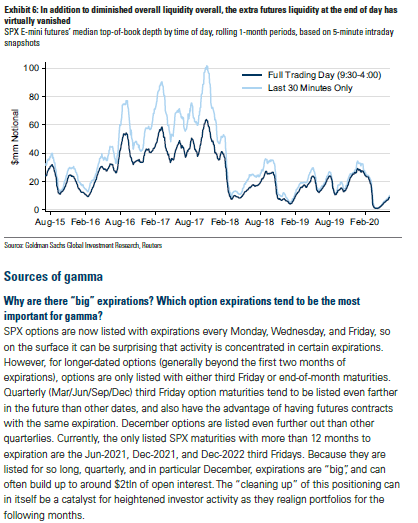 Exhibit 6: In addition to diminished overall liquidity overall, the extra futures liquidity at the end of day has
virtually vanished
SPX E-mini futures' median top-of-book depth by time of day, rolling 1-month periods, based on 5-minute intraday
snapshots
$mm Notional
100
80
60
40
20
0
Full Trading Day (9:30-4:00)
Last 30 Minutes Only
Aug-15 Feb-16 Aug-16 Feb-17 Aug-17 Feb-18 Aug-18 Feb-19 Aug-19 Feb-20
Source: Goldman Sachs Global Investment Research, Reuters
Sources of gamma
Why are there "big" expirations? Which option expirations tend to be the most
important for gamma?
SPX options are now listed with expirations every Monday, Wednesday, and Friday, so
on the surface it can be surprising that activity is concentrated in certain expirations.
However, for longer-dated options (generally beyond the first two months of
expirations), options are only listed with either third Friday or end-of-month maturities.
Quarterly (Mar/Jun/Sep/Dec) third Friday option maturities tend to be listed even farther
in the future than other dates, and also have the advantage of having futures contracts
with the same expiration. December options are listed even further out than other
quarterlies. Currently, the only listed SPX maturities with more than 12 months to
expiration are the Jun-2021, Dec-2021, and Dec-2022 third Fridays. Because they are
listed for so long, quarterly, and in particular December, expirations are "big", and can
often build up to around $2tln of open interest. The "cleaning up" of this positioning can
in itself be a catalyst for heightened investor activity as they realign portfolios for the
following months.